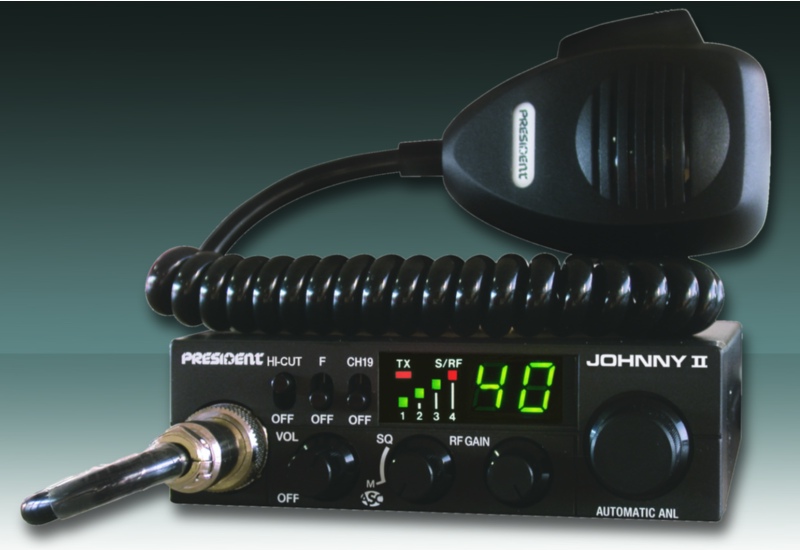 PRESIDENT
PRESIDENT HI-CUT F CH19 TX S/RF JOHNNY II
40
1 2 3 4
OFF OFF OFF
VOL SQ RF GAIN
M
OFF ASC
AUTOMATIC ANL